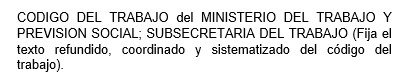 CODIGO DEL TRABAJO del MINISTERIO DEL TRABAJO Y
PREVISION SOCIAL; SUBSECRETARIA DEL TRABAJO (Fija el
texto refundido, coordinado y sistematizado del código del
trabajo).